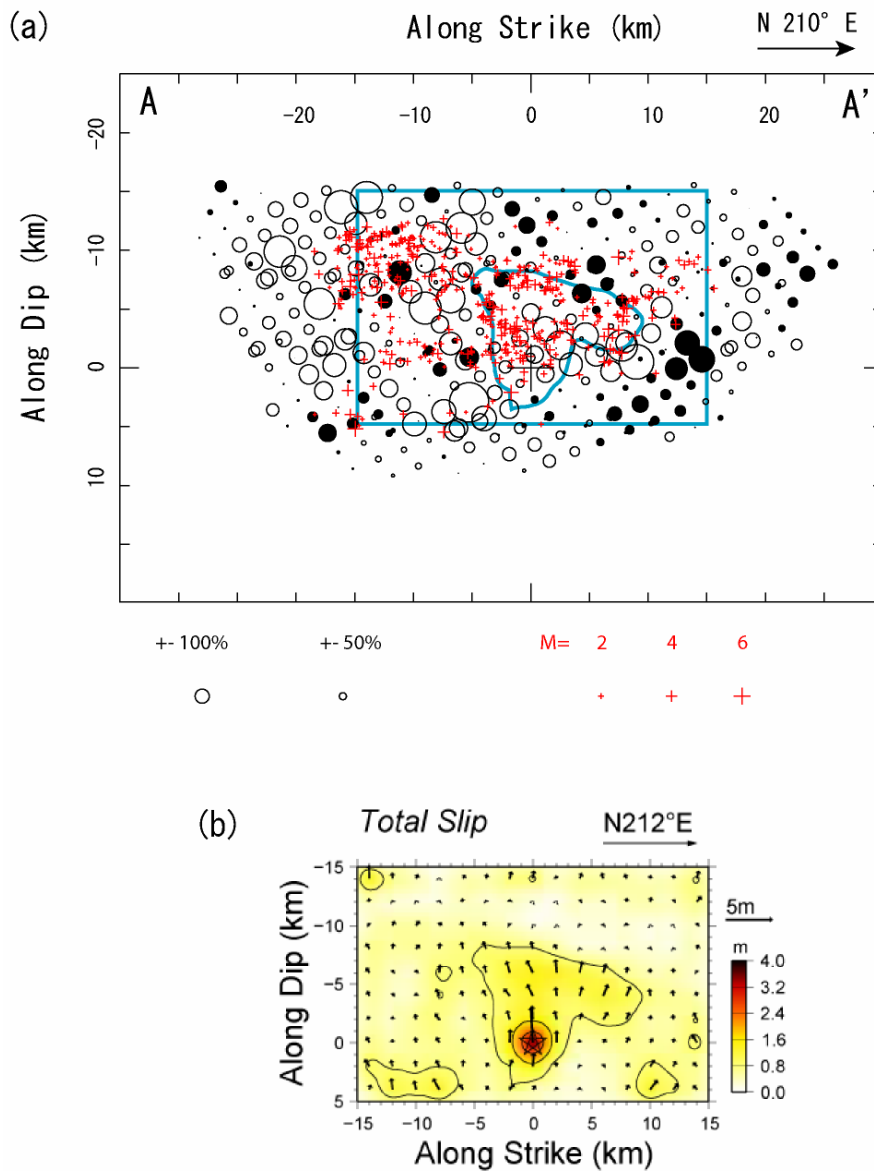 (a)
Along Strike (km)
N 210° E
A
-20 -10 0 10 20
A'
Along Dip (km)
-20
-10
0
10
+- 100% +- 50% M= 2 4 6
(b)
Total Slip
N212°E
Along Dip (km)
-15
-10
-5
0
5
5m
m
4.0
3.2
2.4
1.6
0.8
0.0
-15 -10 -5 0 5 10 15
Along Strike (km)